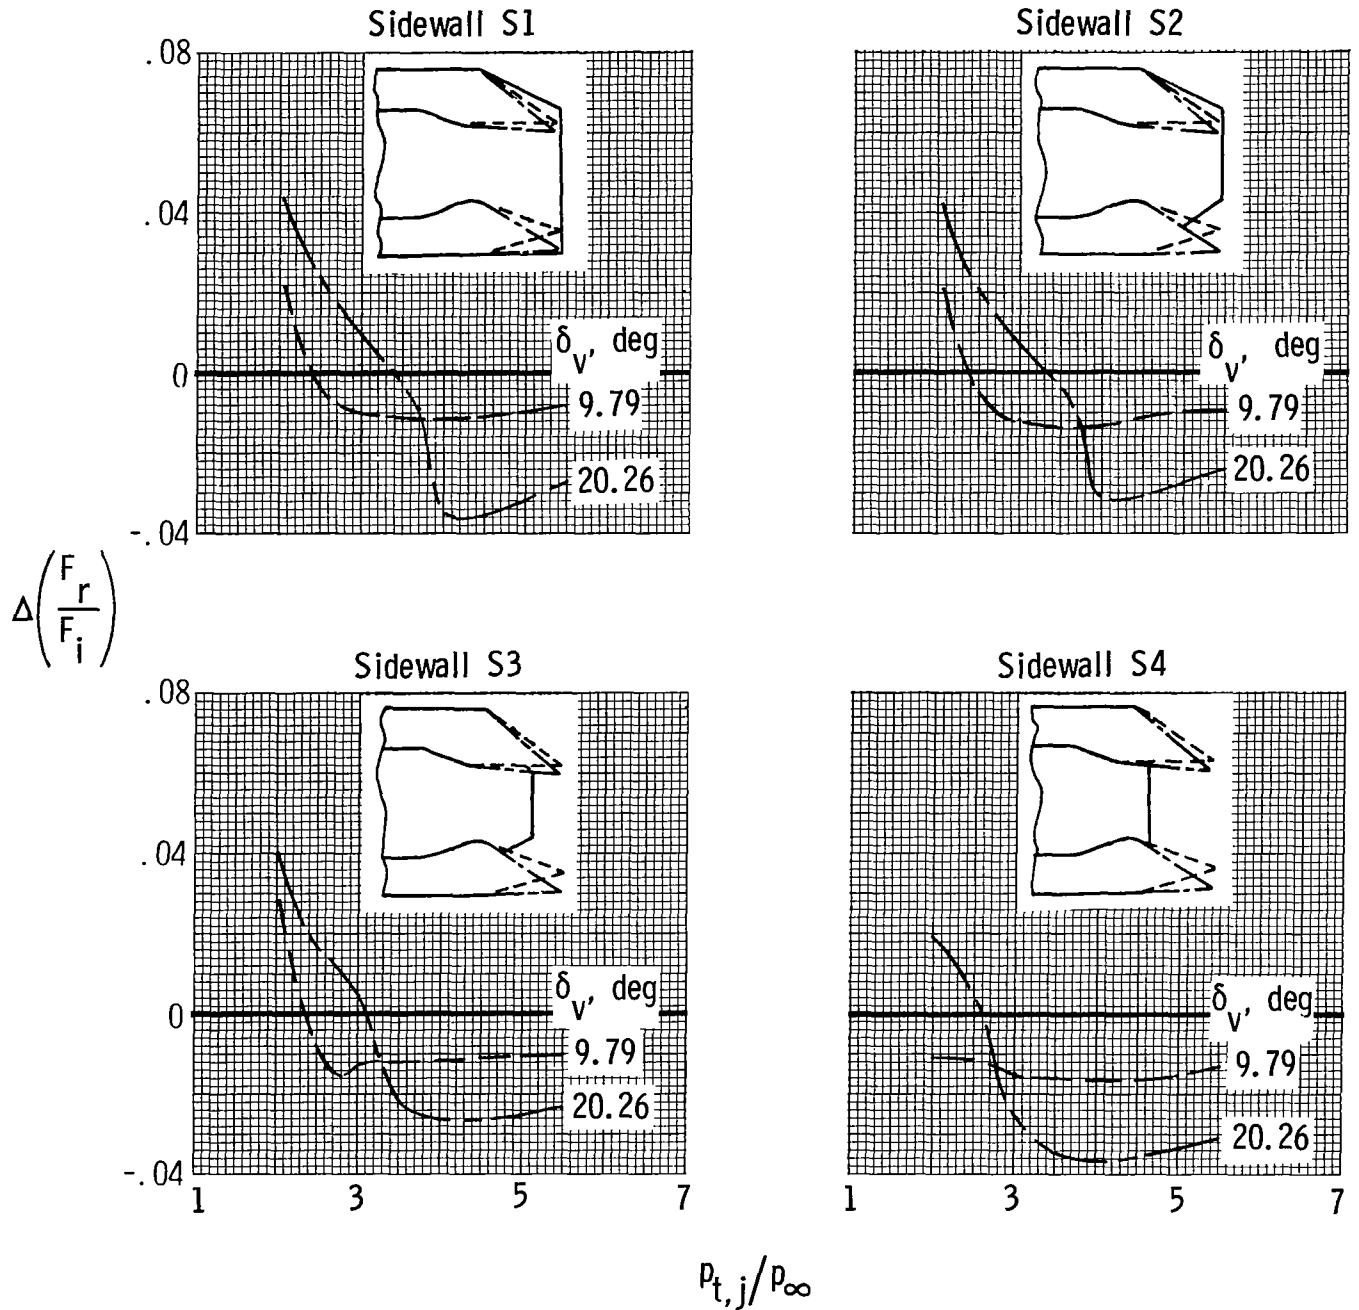 Sidewall S1
Sidewall S2
.08
.04
0
-.04
δv, deg
9.79
20.26
δv, deg
9.79
20.26
Δ(Fr/Fi)
Sidewall S3
Sidewall S4
.08
.04
0
-.04
δv, deg
9.79
20.26
δv, deg
9.79
20.26
1 3 5 7
1 3 5 7
pt,j/p∞